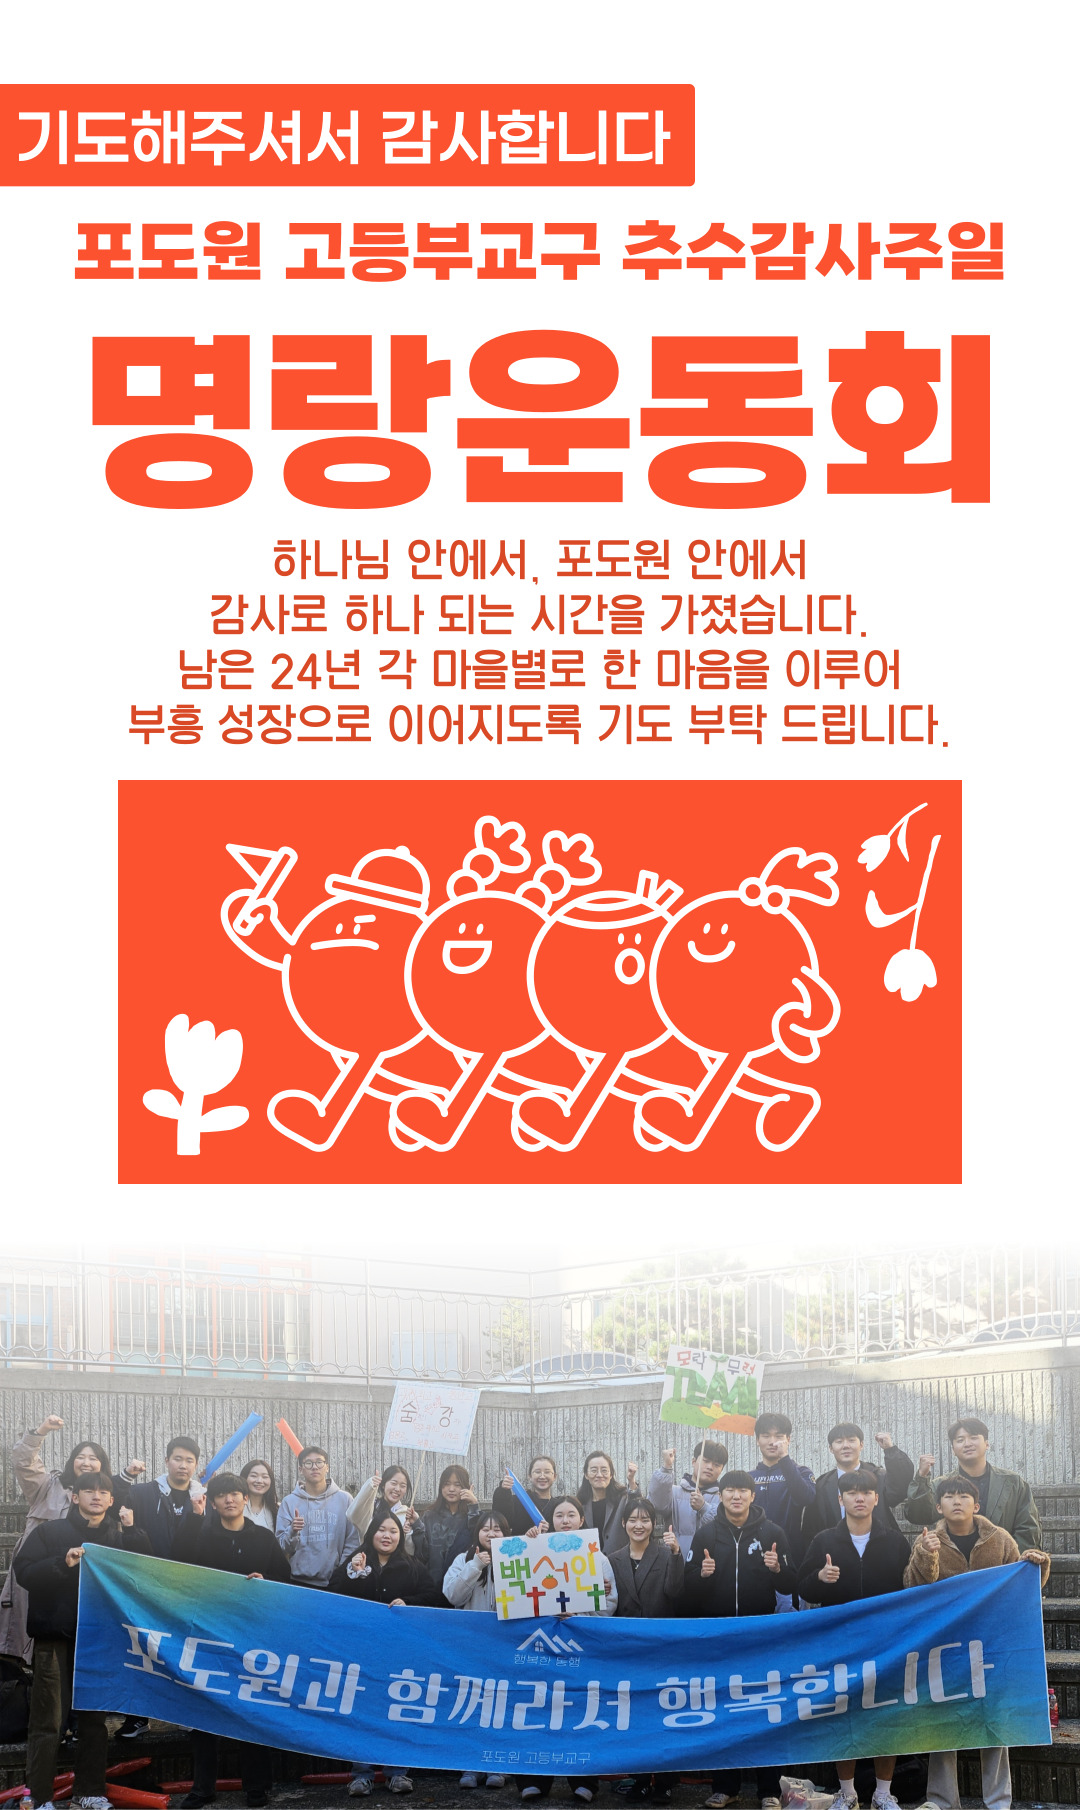 기도해주셔서 감사합니다
포도원 고등부교구 추수감사주일
명랑운동회
하나님 안에서, 포도원 안에서
감사로 하나 되는 시간을 가졌습니다.
남은 24년 각 마을별로 한 마음을 이루어
부흥 성장으로 이어지도록 기도 부탁 드립니다.
모락무럭
TEAM
숨 강
백서인
행복한 동행
포도원과 함께라서 행복합니다
포도원 고등부교구